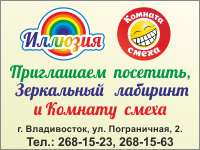 Иллюзия
Комната
смеха
Приглашаем посетить,
Зеркальный лабиринт
и Комнату смеха
г. Владивосток, ул. Пограничная, 2.
Тел.: 268-15-23, 268-15-63